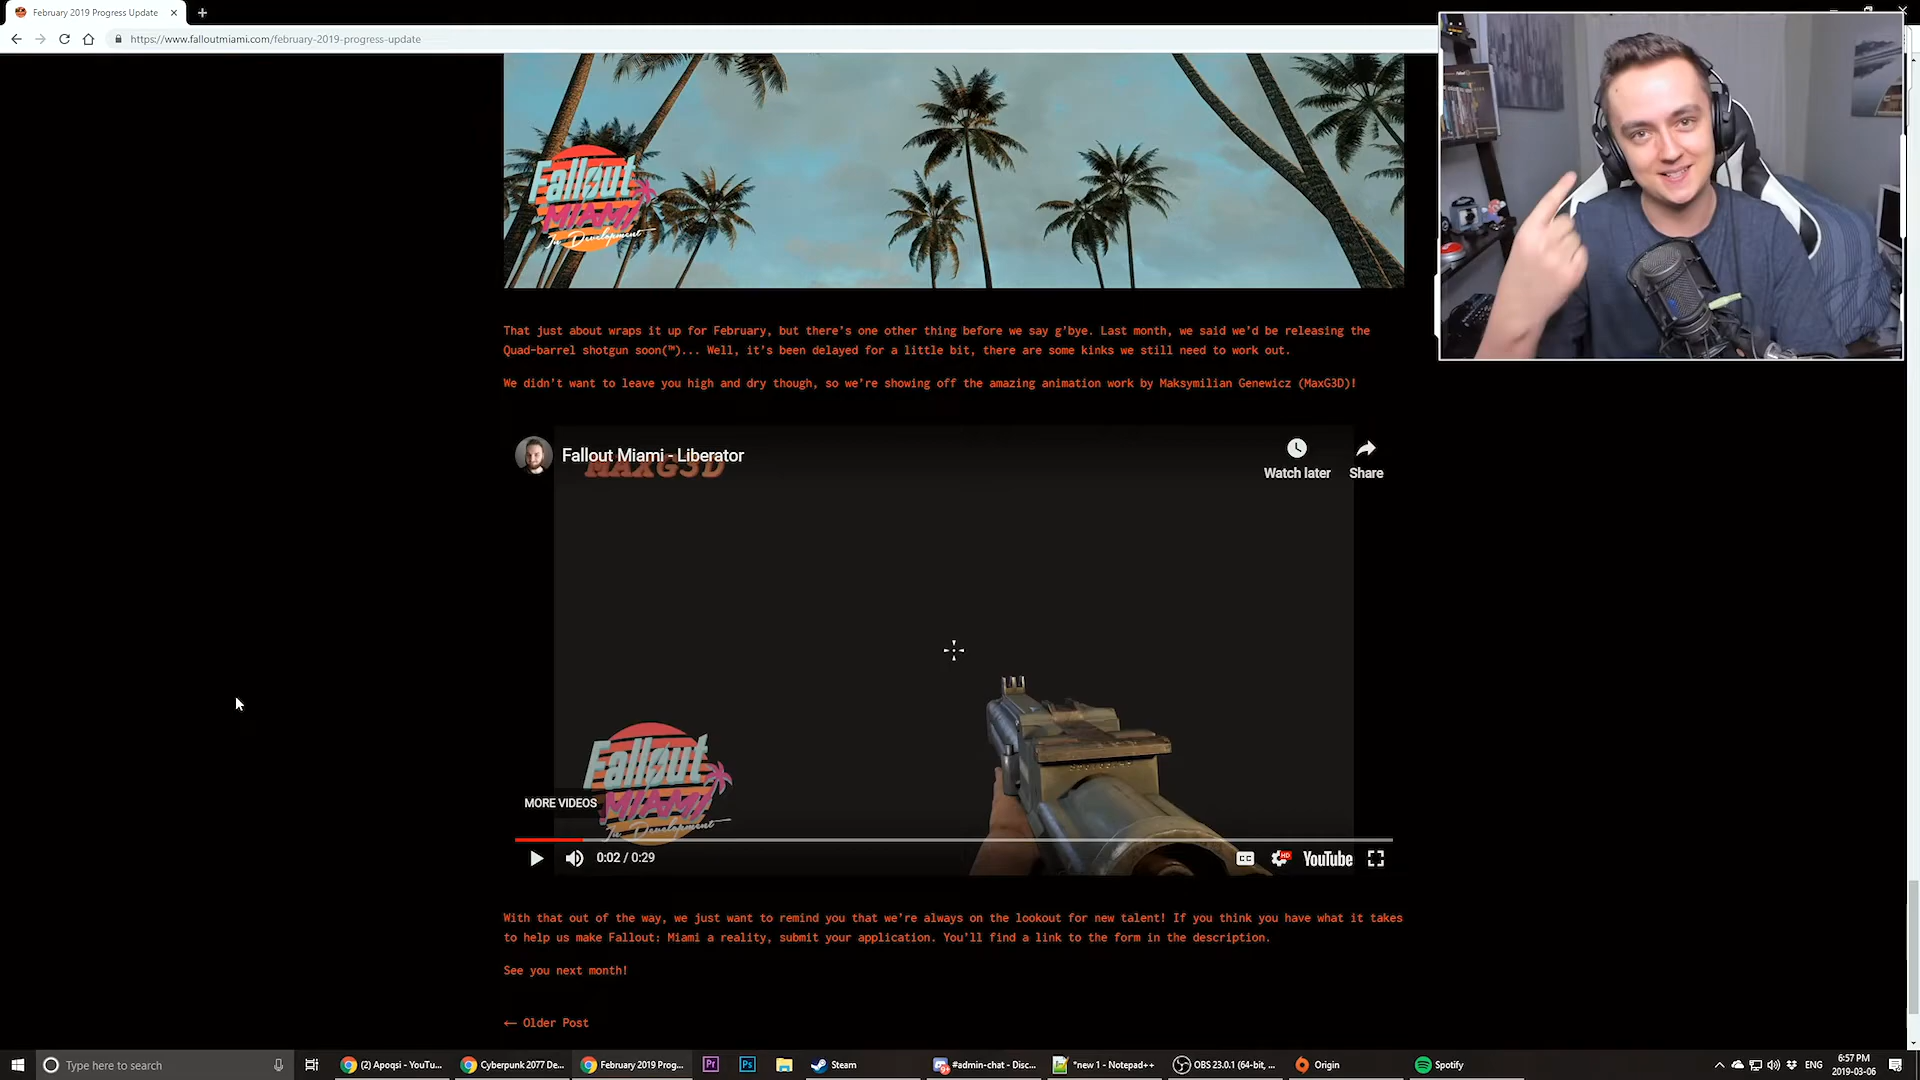 February 2019 Progress Update
https://www.falloutmiami.com/february-2019-progress-update
Fallout
MIAMI
In Development
That just about wraps it up for February, but there's one other thing before we say g'bye. Last month, we said we'd be releasing the
Quad-barrel shotgun soon(™)... Well, it's been delayed for a little bit, there are some kinks we still need to work out.
We didn't want to leave you high and dry though, so we're showing off the amazing animation work by Maksymilian Genewicz (MaxG3D)!
Fallout Miami - Liberator
MAXG3D
Watch later
Share
Fallout
MIAMI
In Development
MORE VIDEOS
0:02 / 0:29
CC
HD
YouTube
With that out of the way, we just want to remind you that we're always on the lookout for new talent! If you think you have what it takes
to help us make Fallout: Miami a reality, submit your application. You'll find a link to the form in the description.
See you next month!
← Older Post
Type here to search
(2) Apoqsi - YouTu...
Cyberpunk 2077 De...
February 2019 Prog...
Pr
Ps
Steam
#admin-chat - Disc...
*new 1 - Notepad++
OBS 23.0.1 (64-bit, ...
Origin
Spotify
ENG
6:57 PM
2019-03-06